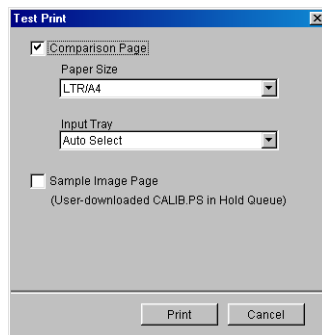 Test Print
Comparison Page
Paper Size
LTR/A4
Input Tray
Auto Select
Sample Image Page
(User-downloaded CALIB.PS in Hold Queue)
Print
Cancel